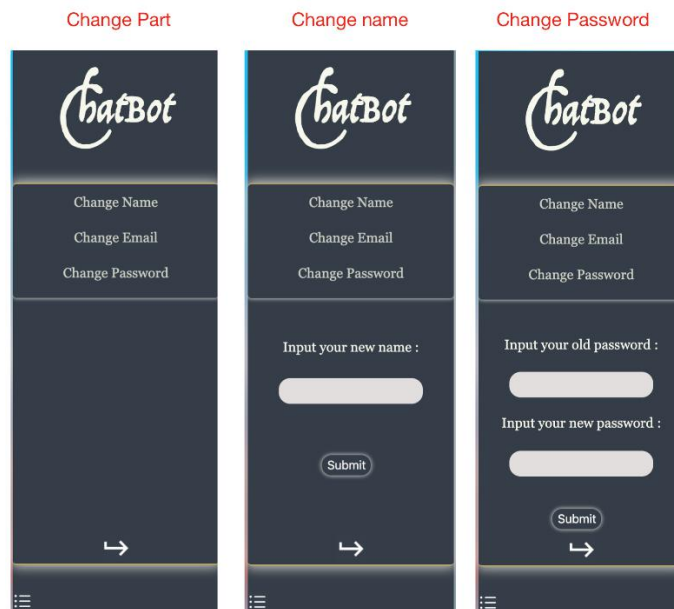 Change Part
Change name
Change Password
ChatBot
Change Name
Change Email
Change Password
ChatBot
Change Name
Change Email
Change Password
Input your new name :
Submit
ChatBot
Change Name
Change Email
Change Password
Input your old password :
Input your new password :
Submit